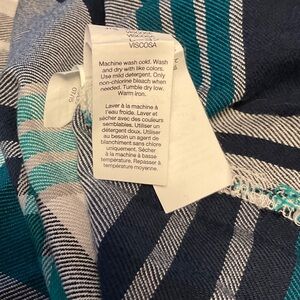 VISCOSA
VISCOSA
Machine wash cold. Wash
and dry with like colors.
Use mild detergent. Only
non-chlorine bleach when
needed. Tumble dry low.
Warm iron.
Laver à la machine à
l'eau froide. Laver et
sécher avec des couleurs
semblables. Utiliser un
détergent doux. Utiliser
au besoin un agent de
blanchiment sans chlore
uniquement. Sécher
à la machine à basse
température. Repasser à
température moyenne.